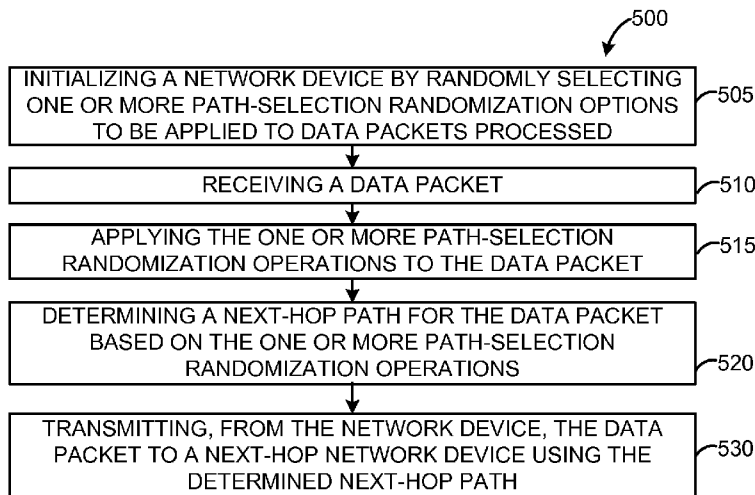 500
INITIALIZING A NETWORK DEVICE BY RANDOMLY SELECTING
ONE OR MORE PATH-SELECTION RANDOMIZATION OPTIONS
TO BE APPLIED TO DATA PACKETS PROCESSED
505
RECEIVING A DATA PACKET
510
APPLYING THE ONE OR MORE PATH-SELECTION
RANDOMIZATION OPERATIONS TO THE DATA PACKET
515
DETERMINING A NEXT-HOP PATH FOR THE DATA PACKET
BASED ON THE ONE OR MORE PATH-SELECTION
RANDOMIZATION OPERATIONS
520
TRANSMITTING, FROM THE NETWORK DEVICE, THE DATA
PACKET TO A NEXT-HOP NETWORK DEVICE USING THE
DETERMINED NEXT-HOP PATH
530